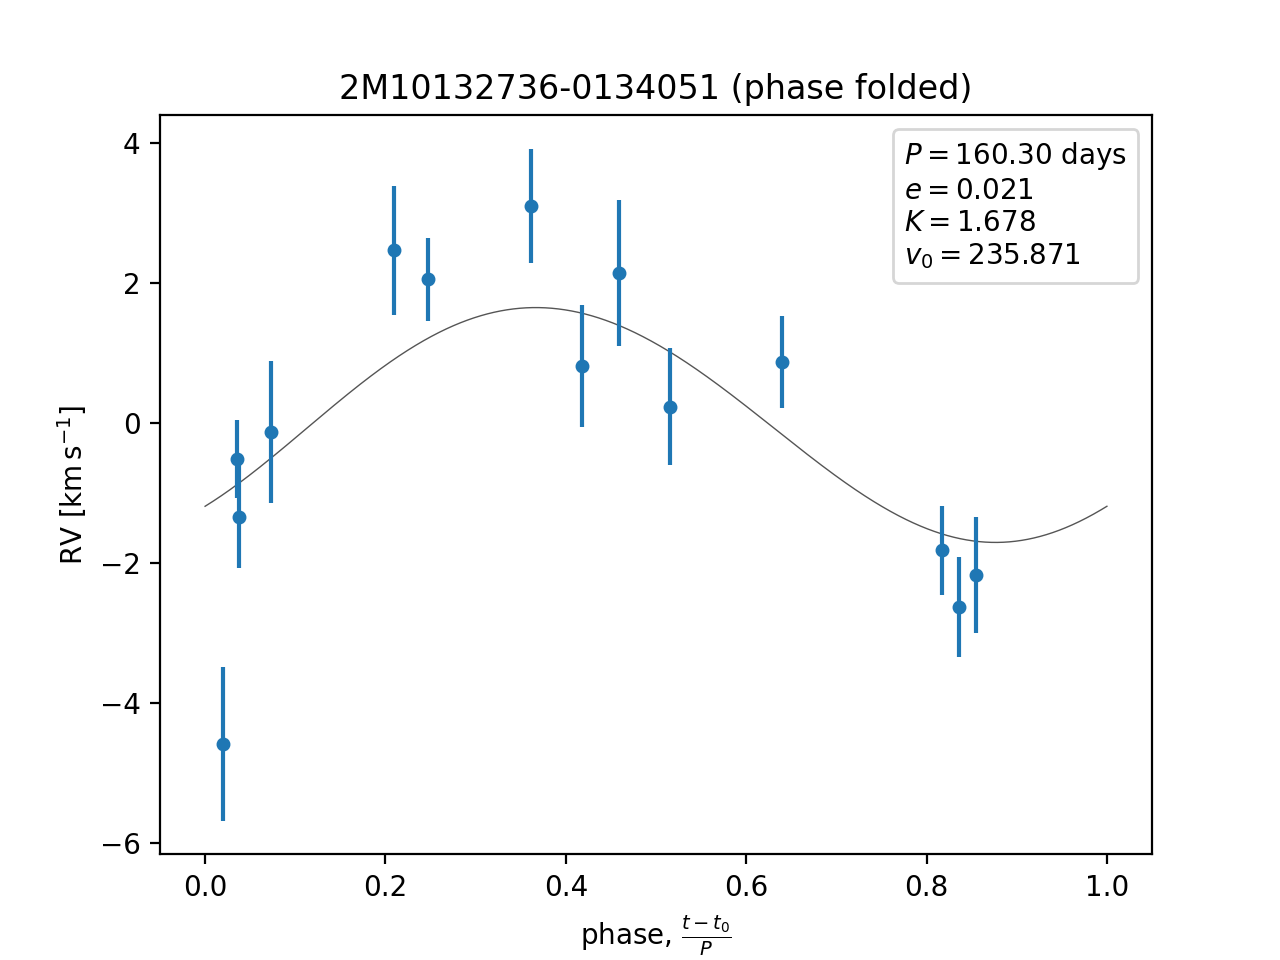 2M10132736-0134051 (phase folded)
P = 160.30 days
e = 0.021
K = 1.678
v₀ = 235.871
4
2
0
−2
−4
−6
RV [km s⁻¹]
0.0 0.2 0.4 0.6 0.8 1.0
phase, (t − t₀)/P